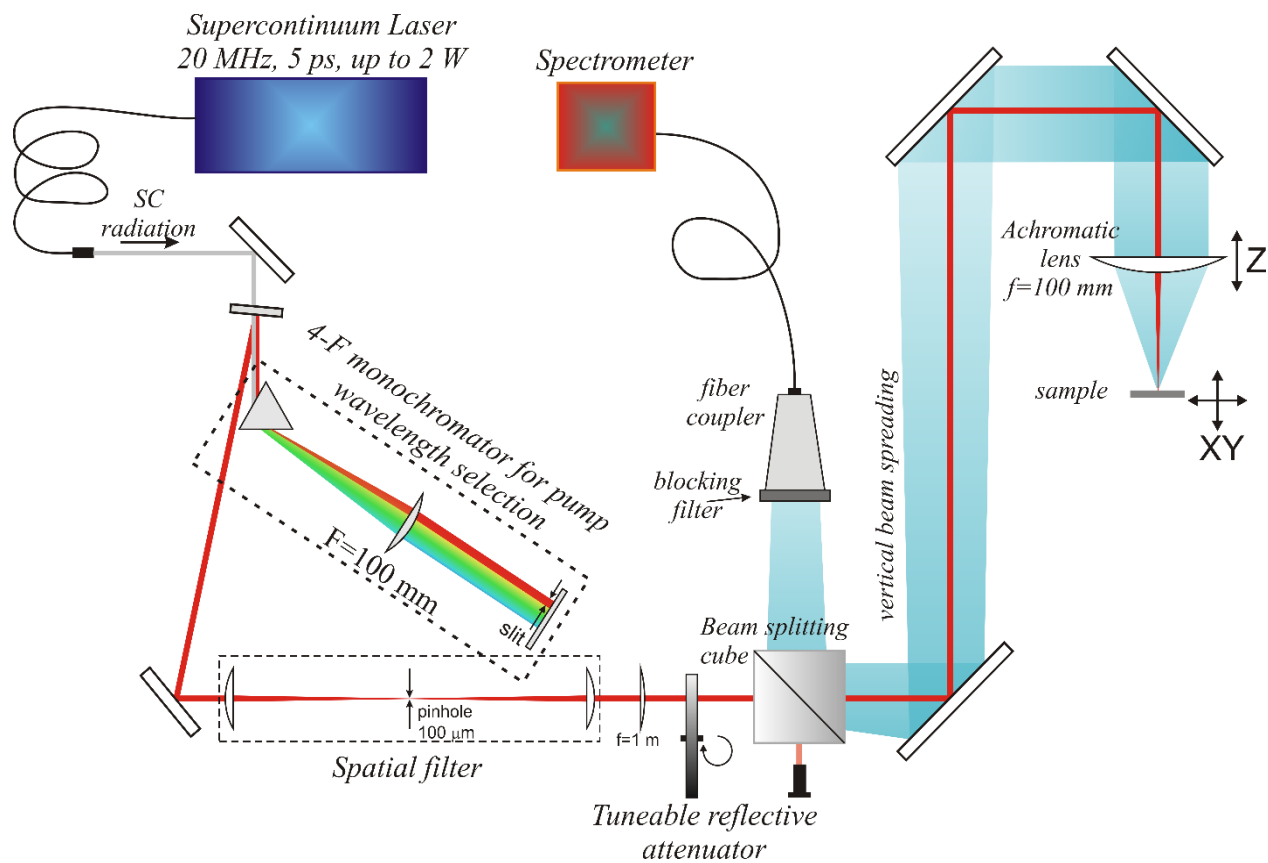 Supercontinuum Laser
20 MHz, 5 ps, up to 2 W
Spectrometer
SC
radiation
Achromatic
lens
f=100 mm
Z
4-F monochromator for pump
wavelength selection
F=100 mm
slit
fiber
coupler
blocking
filter
vertical beam spreading
sample
XY
Beam splitting
cube
pinhole
100 μm
f=1 m
Spatial filter
Tuneable reflective
attenuator